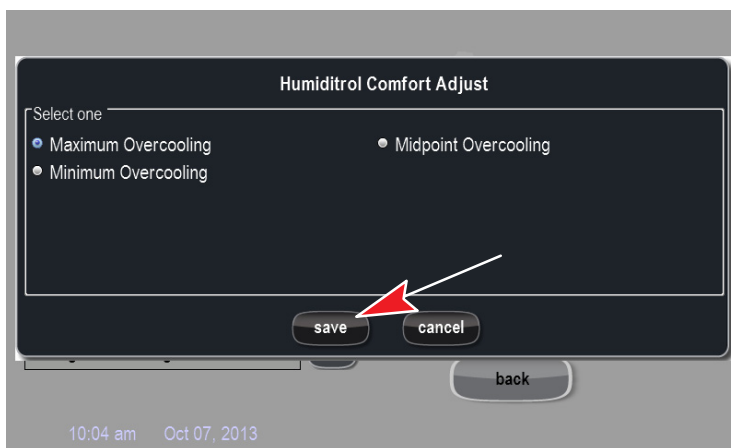 Humiditrol Comfort Adjust
Select one
Maximum Overcooling
Midpoint Overcooling
Minimum Overcooling
save
cancel
back
10:04 am Oct 07, 2013